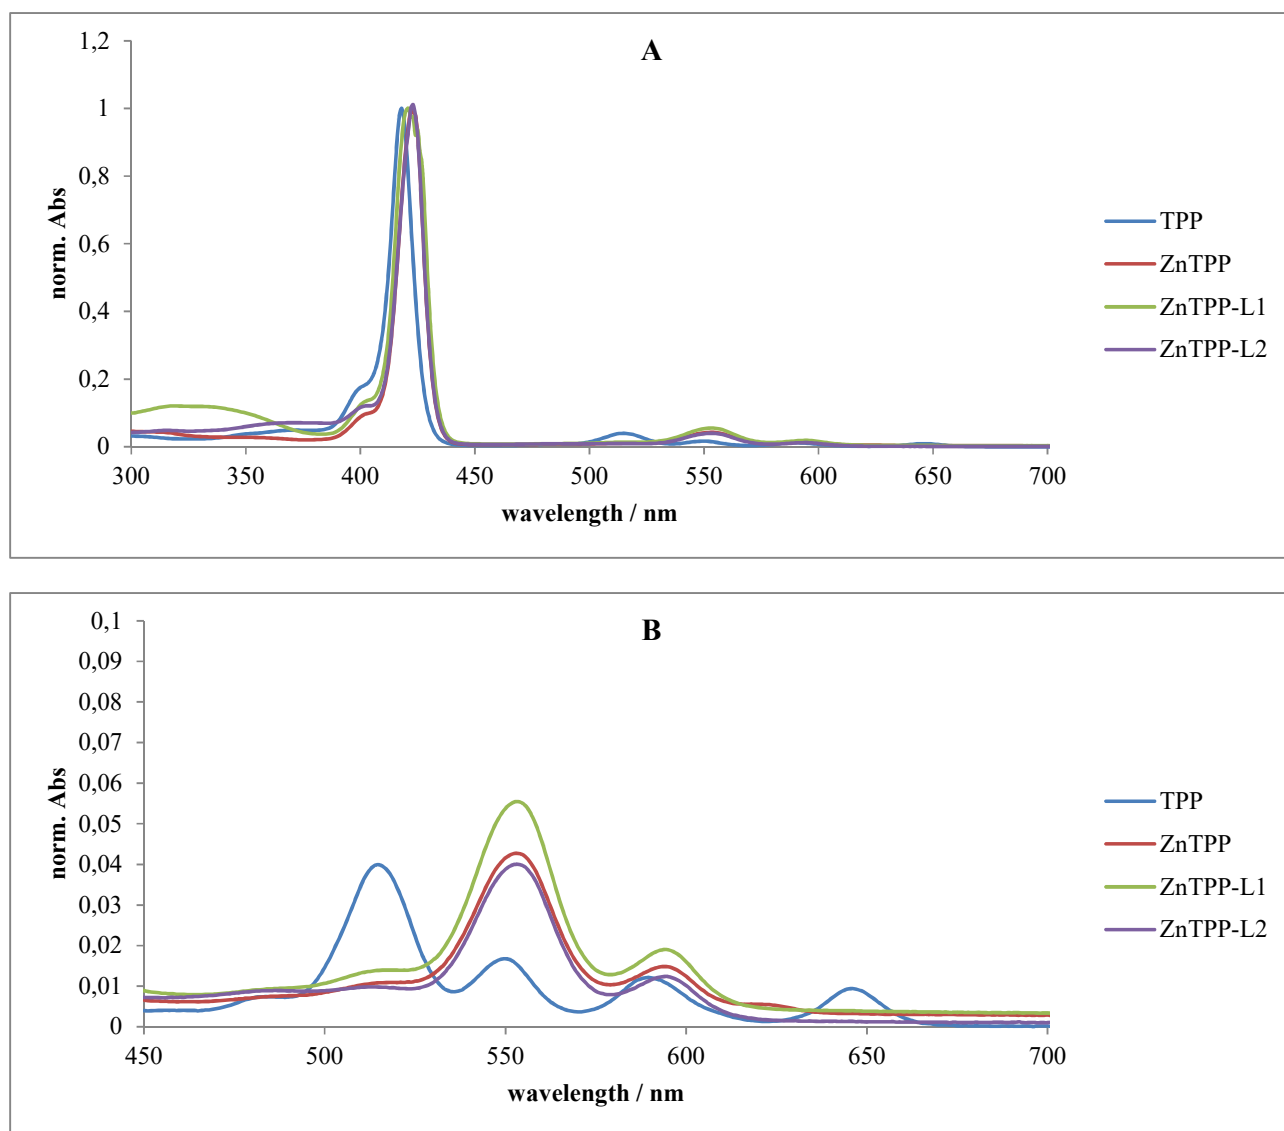 A
1,2
1
0,8
0,6
0,4
0,2
0
norm. Abs
300 350 400 450 500 550 600 650 700
wavelength / nm
TPP
ZnTPP
ZnTPP-L1
ZnTPP-L2
B
0,1
0,09
0,08
0,07
0,06
0,05
0,04
0,03
0,02
0,01
0
norm. Abs
450 500 550 600 650 700
wavelength / nm
TPP
ZnTPP
ZnTPP-L1
ZnTPP-L2